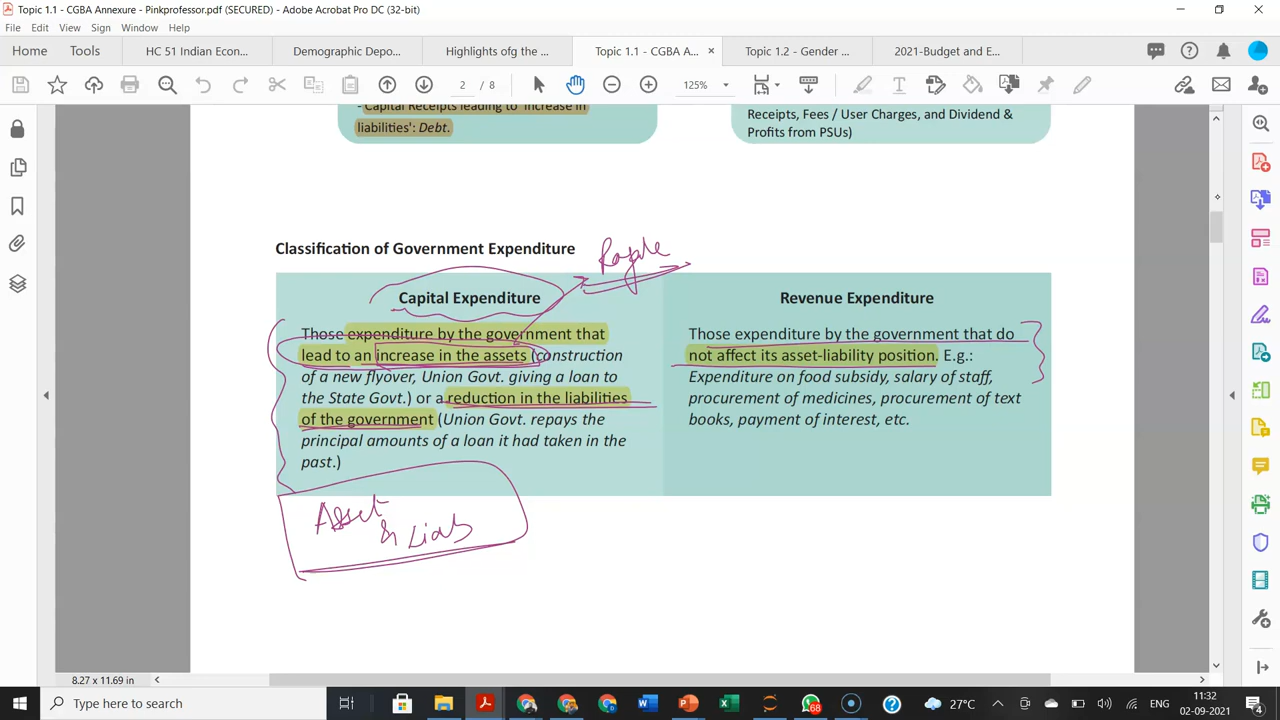 Topic 1.1 - CGBA Annexure - Pinkprofessor.pdf (SECURED) - Adobe Acrobat Pro DC (32-bit)
File Edit View Sign Window Help
Home Tools HC 51 Indian Econ... Demographic Depo... Highlights ofg the ... Topic 1.1 - CGBA A... × Topic 1.2 - Gender ... 2021-Budget and E...
2 / 8 125%
- Capital Receipts leading to 'increase in
liabilities': Debt.
Receipts, Fees / User Charges, and Dividend &
Profits from PSUs)
Classification of Government Expenditure
Capital Expenditure
Those expenditure by the government that
lead to an increase in the assets (construction
of a new flyover, Union Govt. giving a loan to
the State Govt.) or a reduction in the liabilities
of the government (Union Govt. repays the
principal amounts of a loan it had taken in the
past.)
Revenue Expenditure
Those expenditure by the government that do
not affect its asset-liability position. E.g.:
Expenditure on food subsidy, salary of staff,
procurement of medicines, procurement of text
books, payment of interest, etc.
Asset
& Liab
8.27 x 11.69 in
Type here to search
68
27°C
ENG
11:32
02-09-2021
4